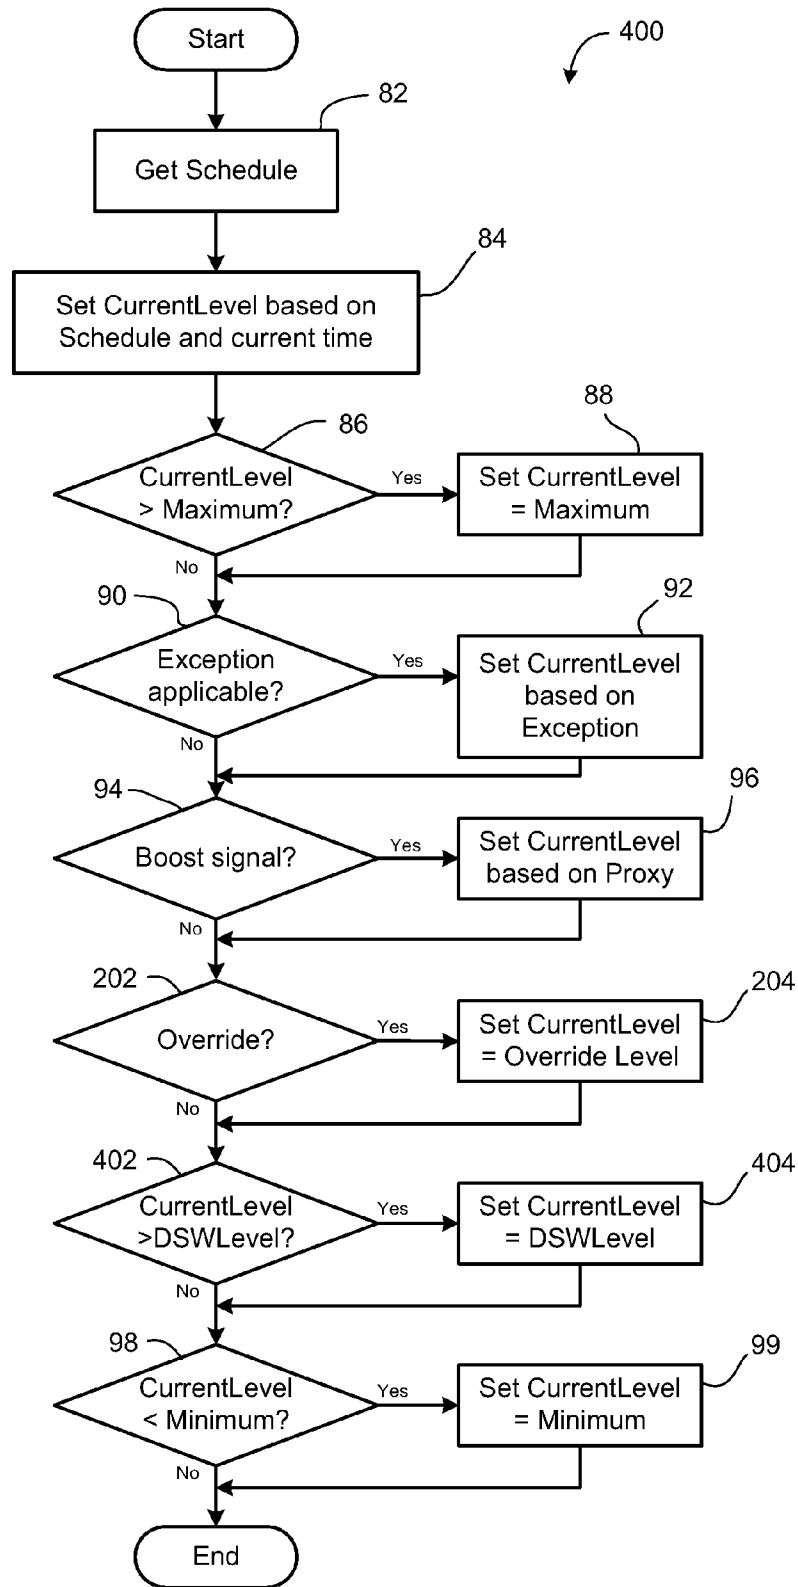 Start
400
82
Get Schedule
84
Set CurrentLevel based on
Schedule and current time
86
88
CurrentLevel
> Maximum?
Yes
Set CurrentLevel
= Maximum
No
90
92
Exception
applicable?
Yes
Set CurrentLevel
based on
Exception
No
94
96
Boost signal?
Yes
Set CurrentLevel
based on Proxy
No
202
204
Override?
Yes
Set CurrentLevel
= Override Level
No
402
404
CurrentLevel
>DSWLevel?
Yes
Set CurrentLevel
= DSWLevel
No
98
99
CurrentLevel
< Minimum?
Yes
Set CurrentLevel
= Minimum
No
End